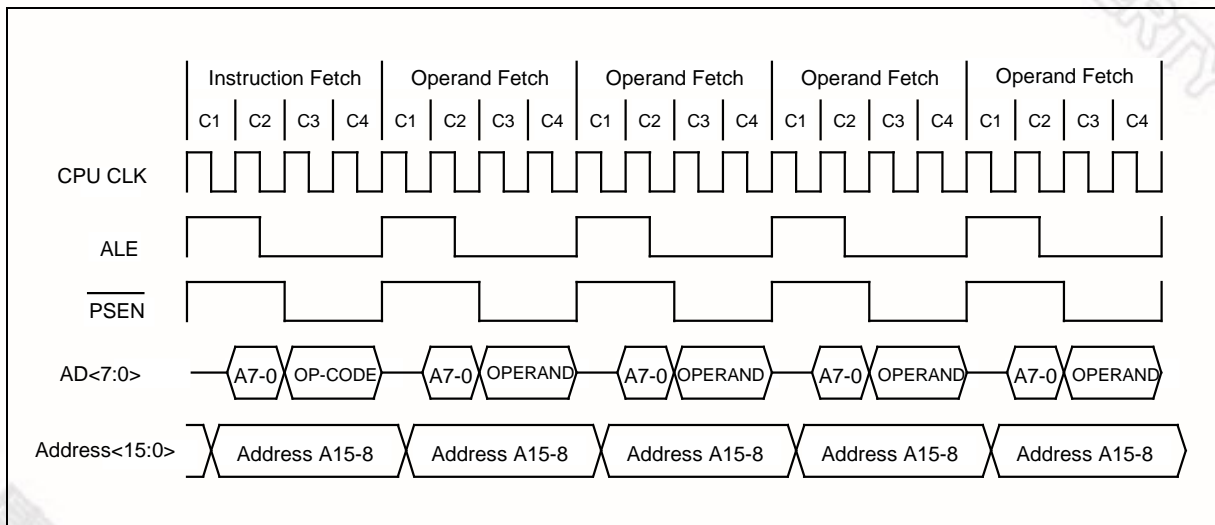 Instruction Fetch Operand Fetch Operand Fetch Operand Fetch Operand Fetch
C1 C2 C3 C4 C1 C2 C3 C4 C1 C2 C3 C4 C1 C2 C3 C4 C1 C2 C3 C4
CPU CLK
ALE
PSEN
AD<7:0> A7-0 OP-CODE A7-0 OPERAND A7-0 OPERAND A7-0 OPERAND A7-0 OPERAND
Address<15:0> Address A15-8 Address A15-8 Address A15-8 Address A15-8 Address A15-8